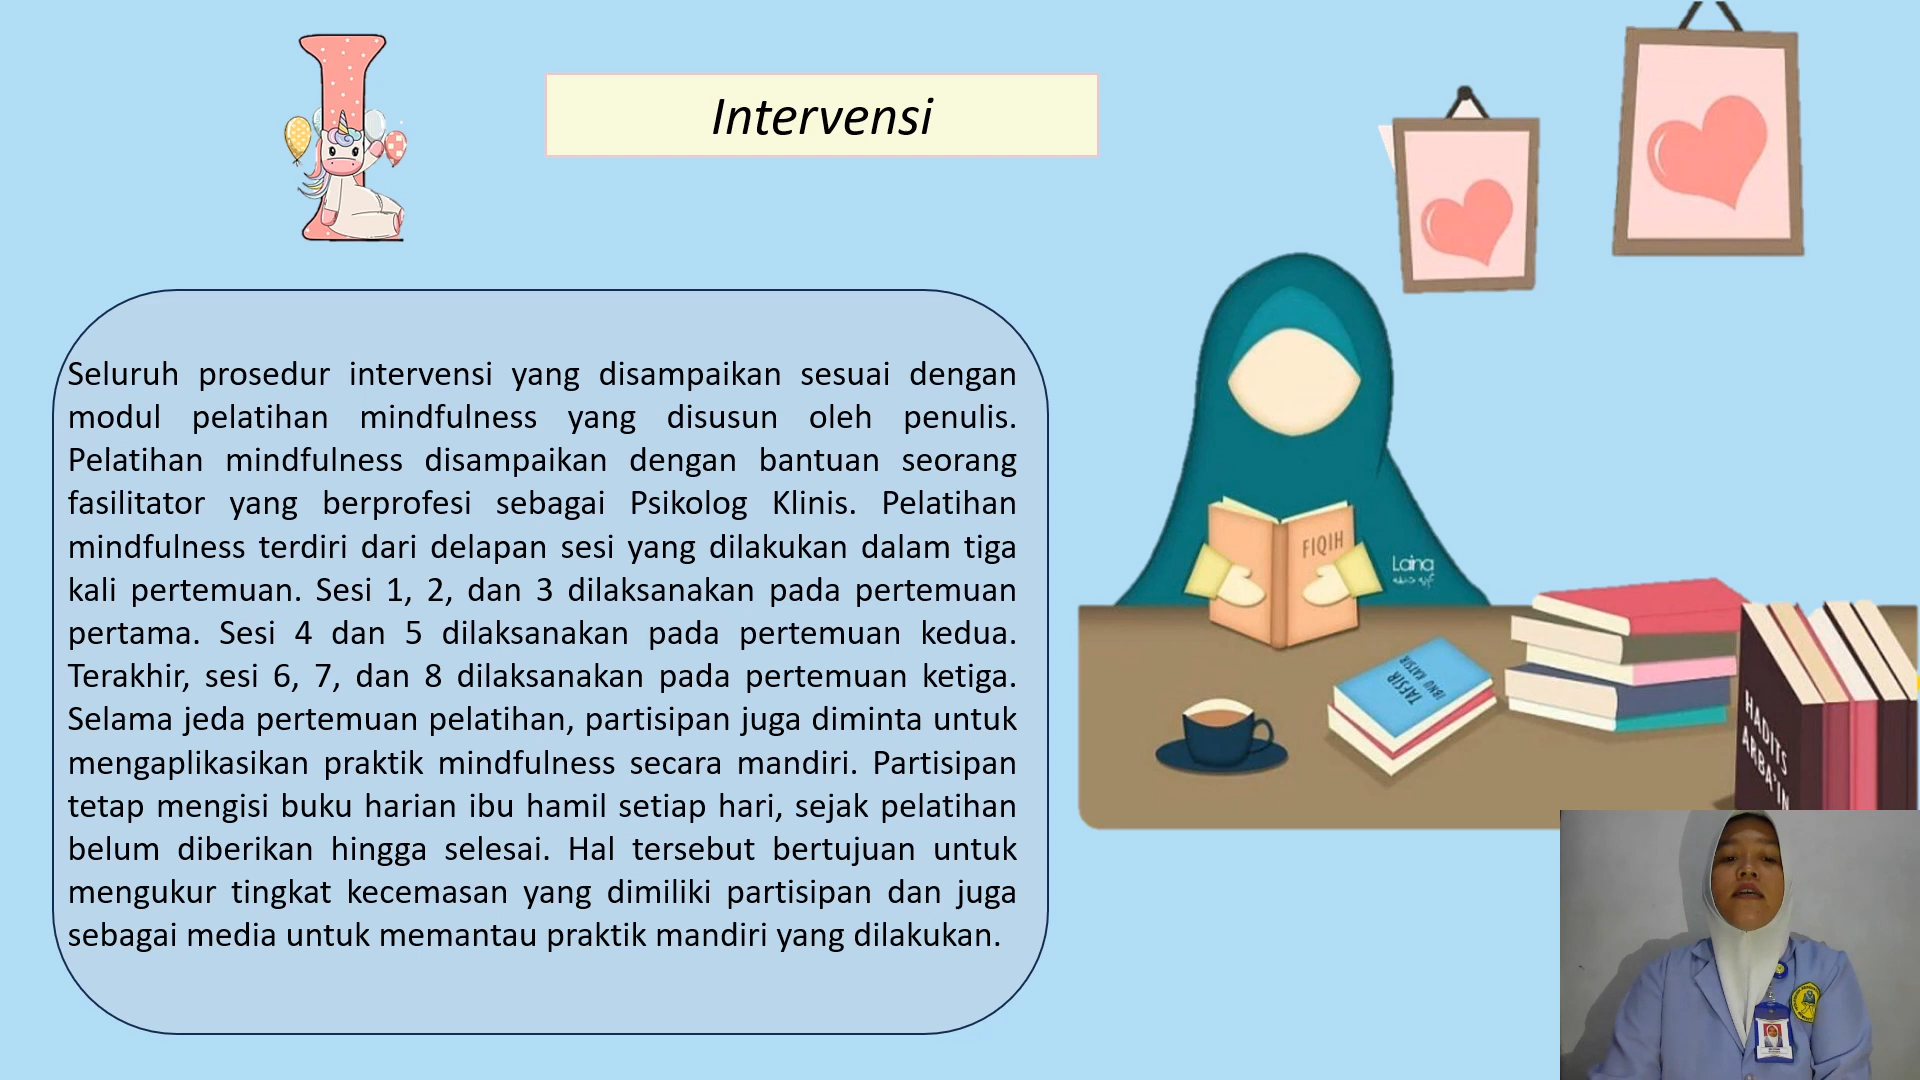 Intervensi
Seluruh prosedur intervensi yang disampaikan sesuai dengan
modul pelatihan mindfulness yang disusun oleh penulis.
Pelatihan mindfulness disampaikan dengan bantuan seorang
fasilitator yang berprofesi sebagai Psikolog Klinis. Pelatihan
mindfulness terdiri dari delapan sesi yang dilakukan dalam tiga
kali pertemuan. Sesi 1, 2, dan 3 dilaksanakan pada pertemuan
pertama. Sesi 4 dan 5 dilaksanakan pada pertemuan kedua.
Terakhir, sesi 6, 7, dan 8 dilaksanakan pada pertemuan ketiga.
Selama jeda pertemuan pelatihan, partisipan juga diminta untuk
mengaplikasikan praktik mindfulness secara mandiri. Partisipan
tetap mengisi buku harian ibu hamil setiap hari, sejak pelatihan
belum diberikan hingga selesai. Hal tersebut bertujuan untuk
mengukur tingkat kecemasan yang dimiliki partisipan dan juga
sebagai media untuk memantau praktik mandiri yang dilakukan.
FIQIH
Laina
TAFSIR
IBNU KATSIR
HADITS
ARBA'IN